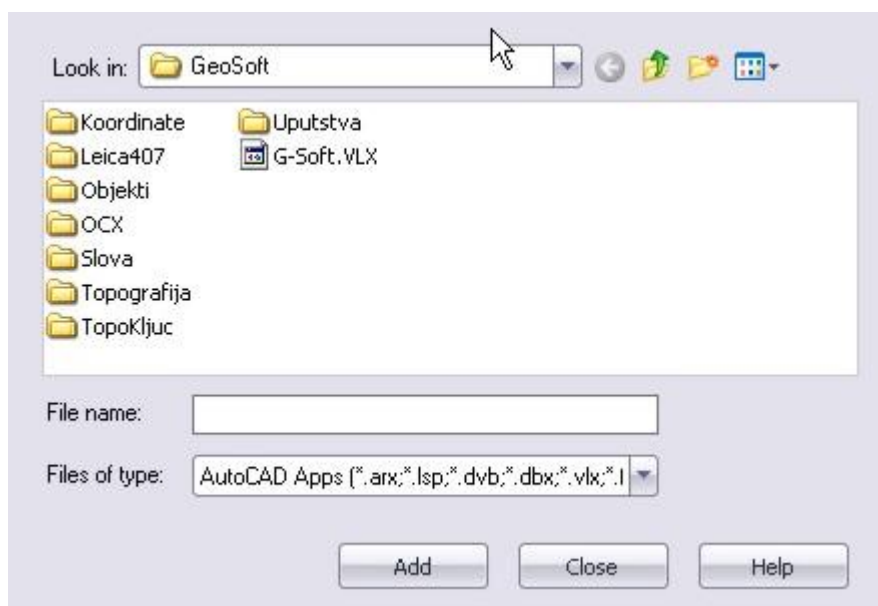 Look in: GeoSoft
Koordinate
Leica407
Objekti
OCX
Slova
Topografija
TopoKljuc
Uputstva
G-Soft.VLX
File name:
Files of type: AutoCAD Apps (*.arx;*.lsp;*.dvb;*.dbx;*.vlx;*.
Add Close Help